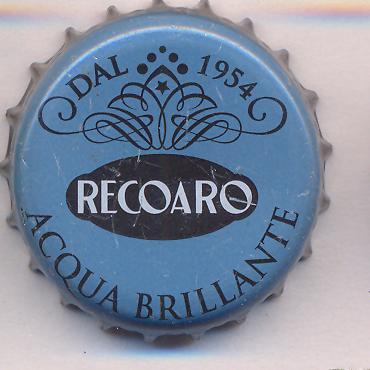 DAL 1954
RECOARO
ACQUA BRILLANTE